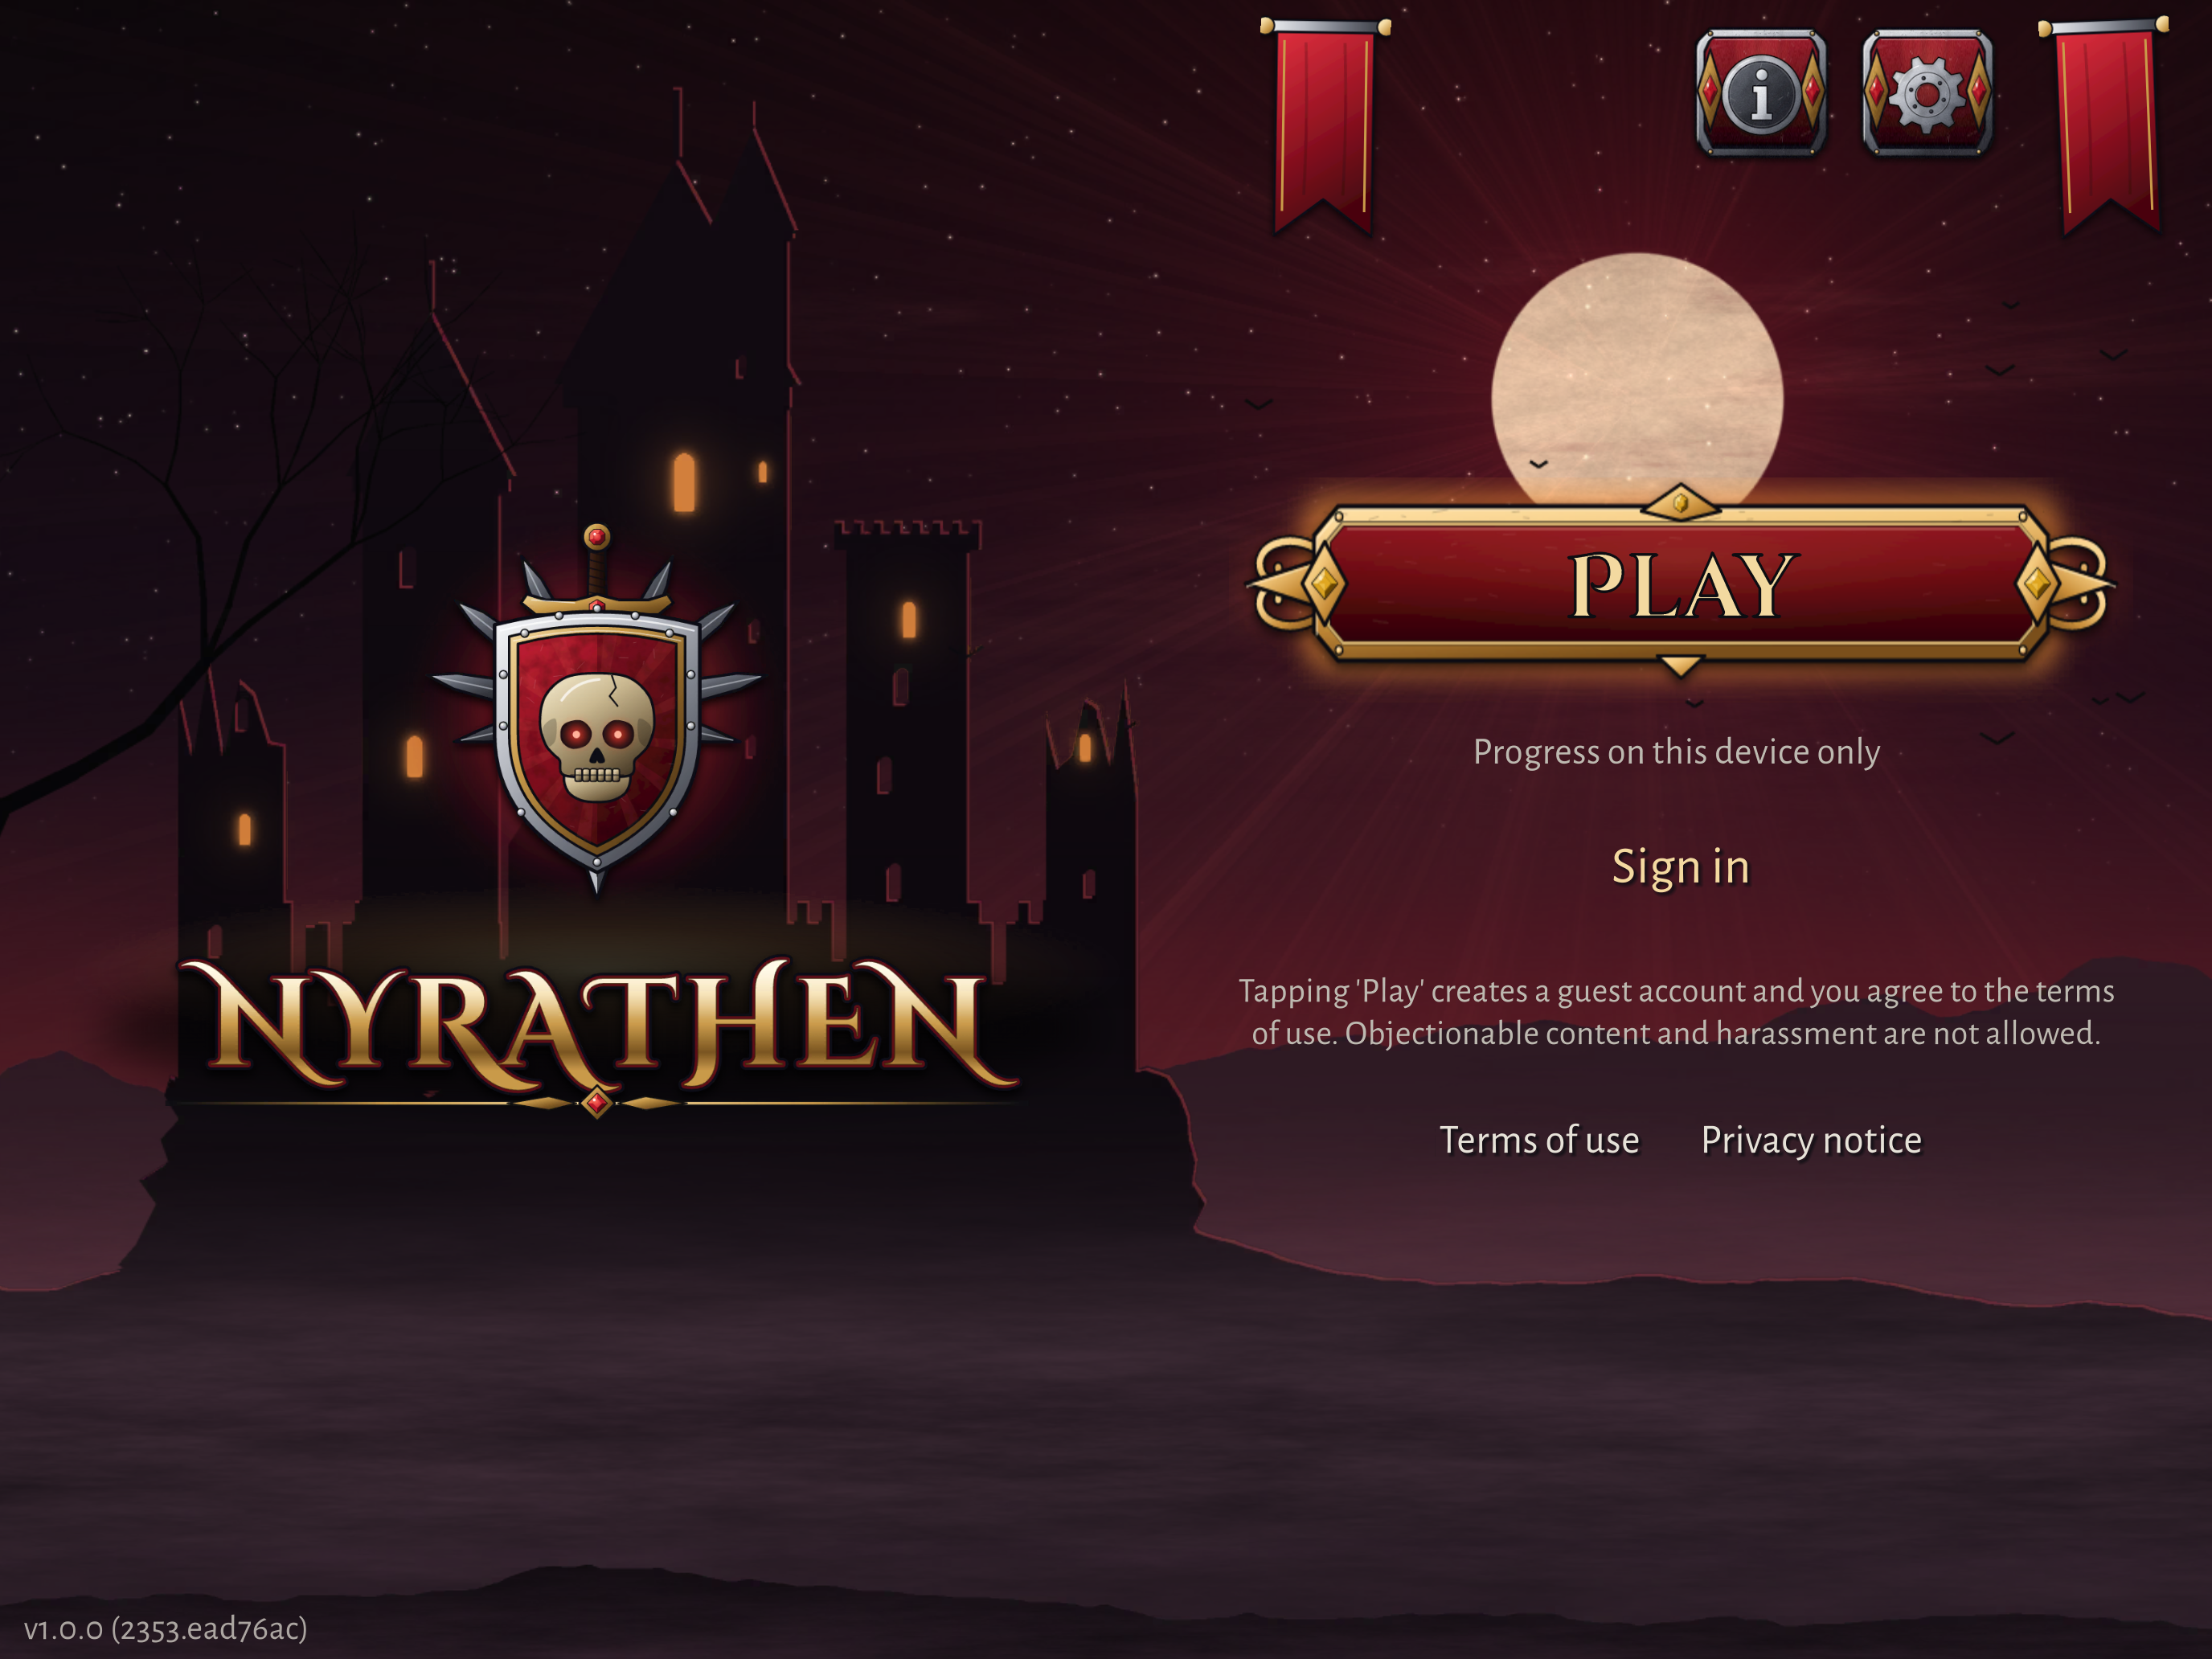 PLAY
Progress on this device only
Sign in
NYRATHEN
Tapping 'Play' creates a guest account and you agree to the terms
of use. Objectionable content and harassment are not allowed.
Terms of use
Privacy notice
v1.0.0 (2353.ead76ac)